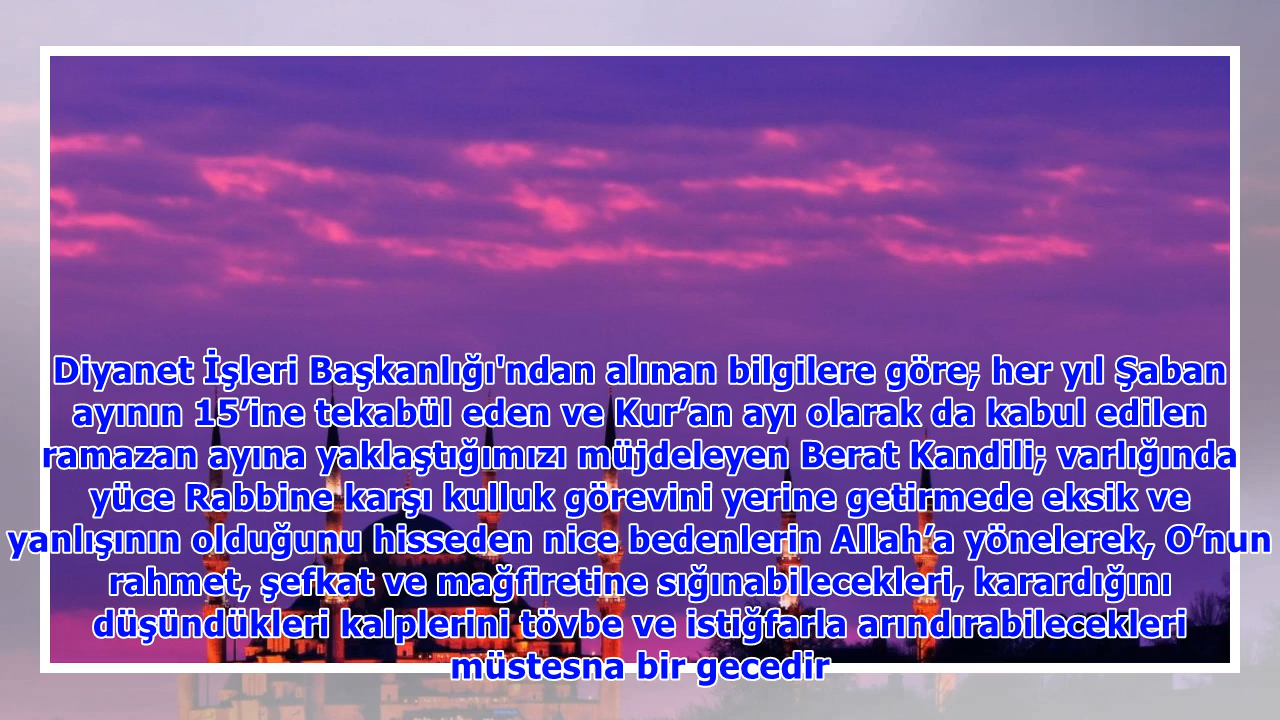 Diyanet İşleri Başkanlığı'ndan alınan bilgilere göre; her yıl Şaban
ayının 15’ine tekabül eden ve Kur’an ayı olarak da kabul edilen
ramazan ayına yaklaştığımızı müjdeleyen Berat Kandili; varlığında
yüce Rabbine karşı kulluk görevini yerine getirmede eksik ve
yanlışının olduğunu hisseden nice bedenlerin Allah’a yönelerek, O’nun
rahmet, şefkat ve mağfiretine sığınabilecekleri, karardığını
düşündükleri kalplerini tövbe ve istiğfarla arındırabilecekleri
müstesna bir gecedir